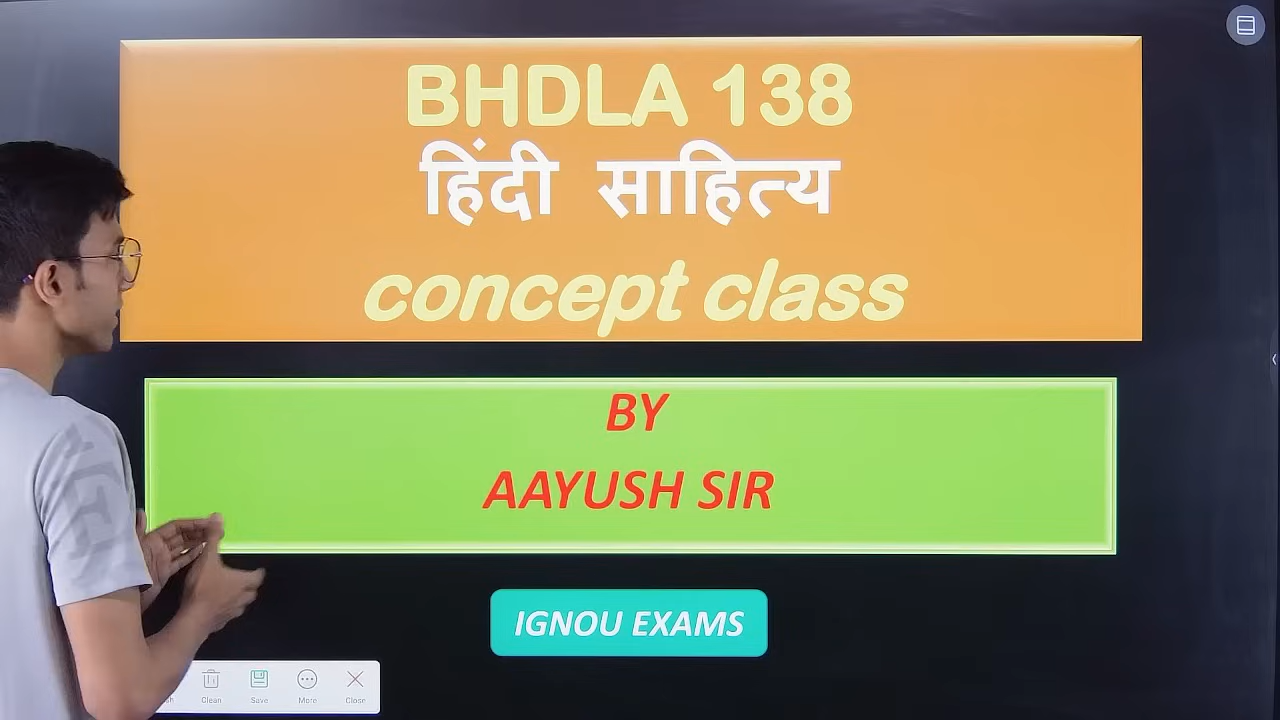 BHDLA 138
हिंदी साहित्य
concept class
BY
AAYUSH SIR
IGNOU EXAMS
Clean Save More Close